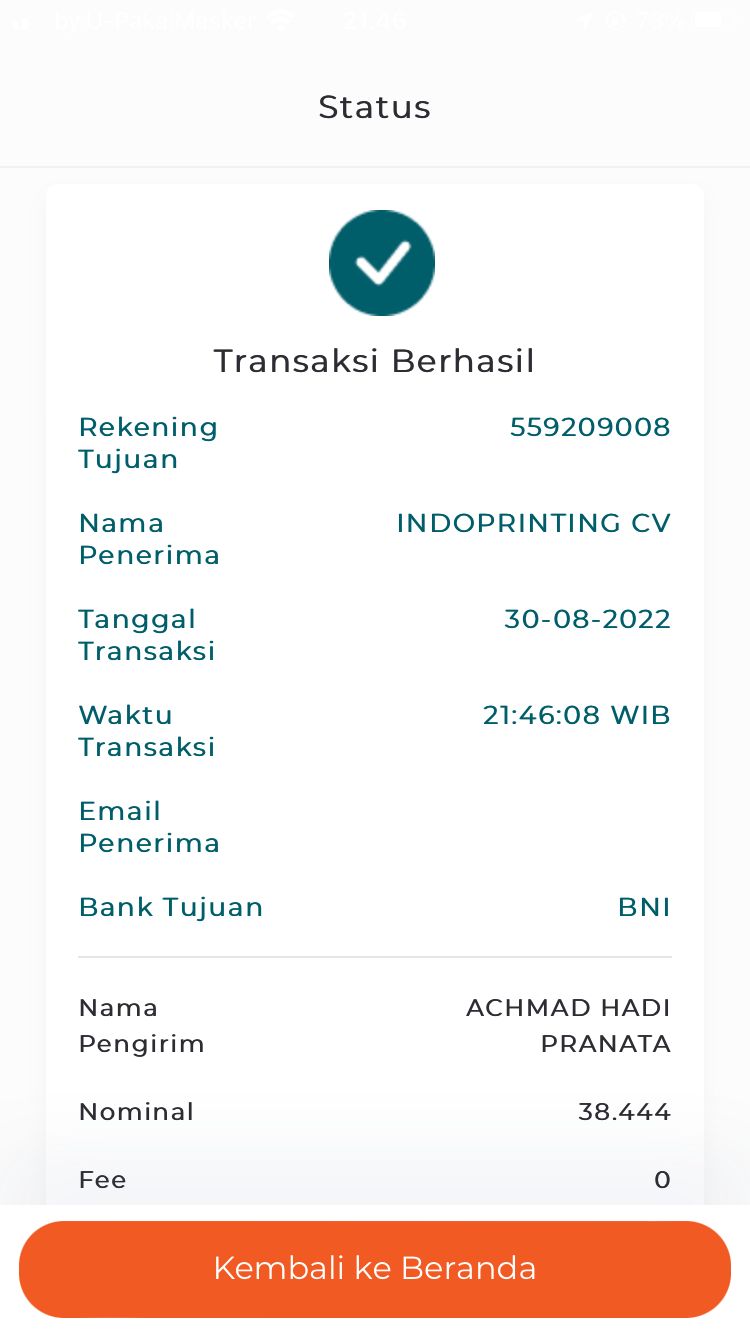 by.U-PakaiMasker 21.46 78%
Status
Transaksi Berhasil
Rekening Tujuan 559209008
Nama Penerima INDOPRINTING CV
Tanggal Transaksi 30-08-2022
Waktu Transaksi 21:46:08 WIB
Email Penerima
Bank Tujuan BNI
Nama Pengirim ACHMAD HADI PRANATA
Nominal 38.444
Fee 0
Kembali ke Beranda